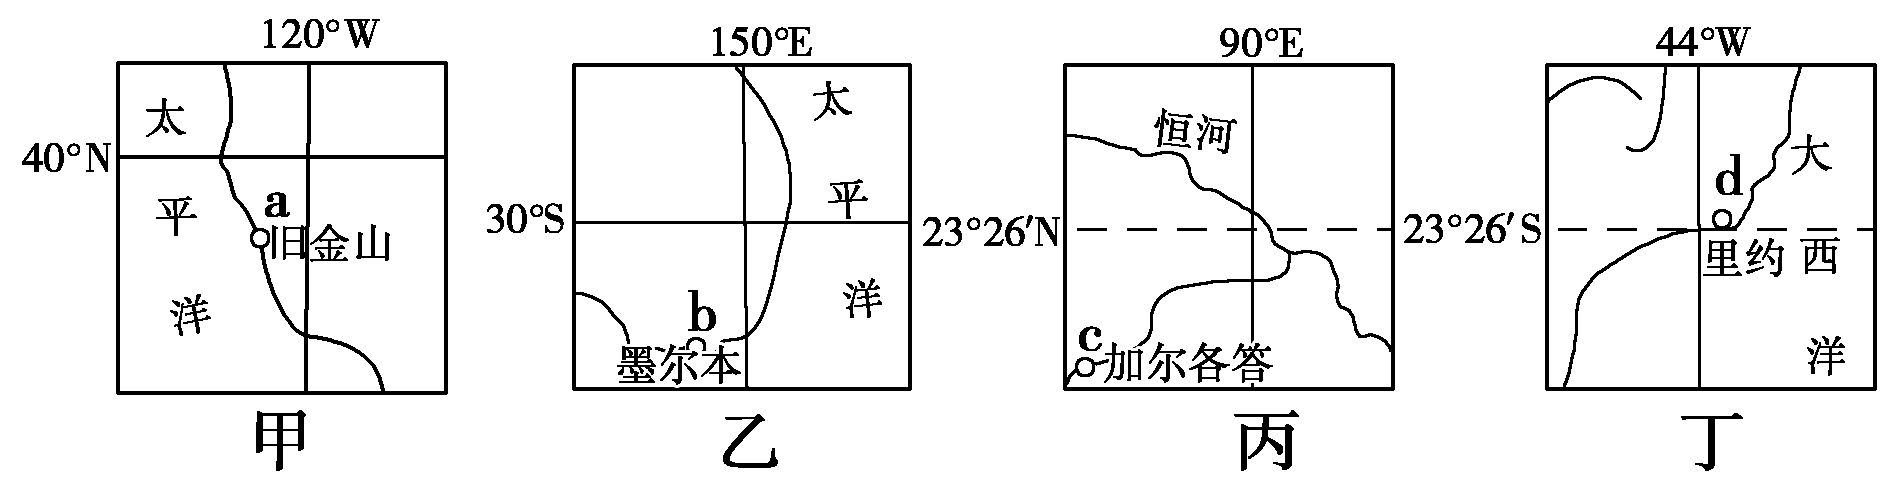 120°W
40°N
太
平
洋
a
旧金山
甲
150°E
30°S
太
平
洋
b
墨尔本
乙
90°E
23°26′N
恒河
c
加尔各答
丙
44°W
23°26′S
d
里约
大
西
洋
丁